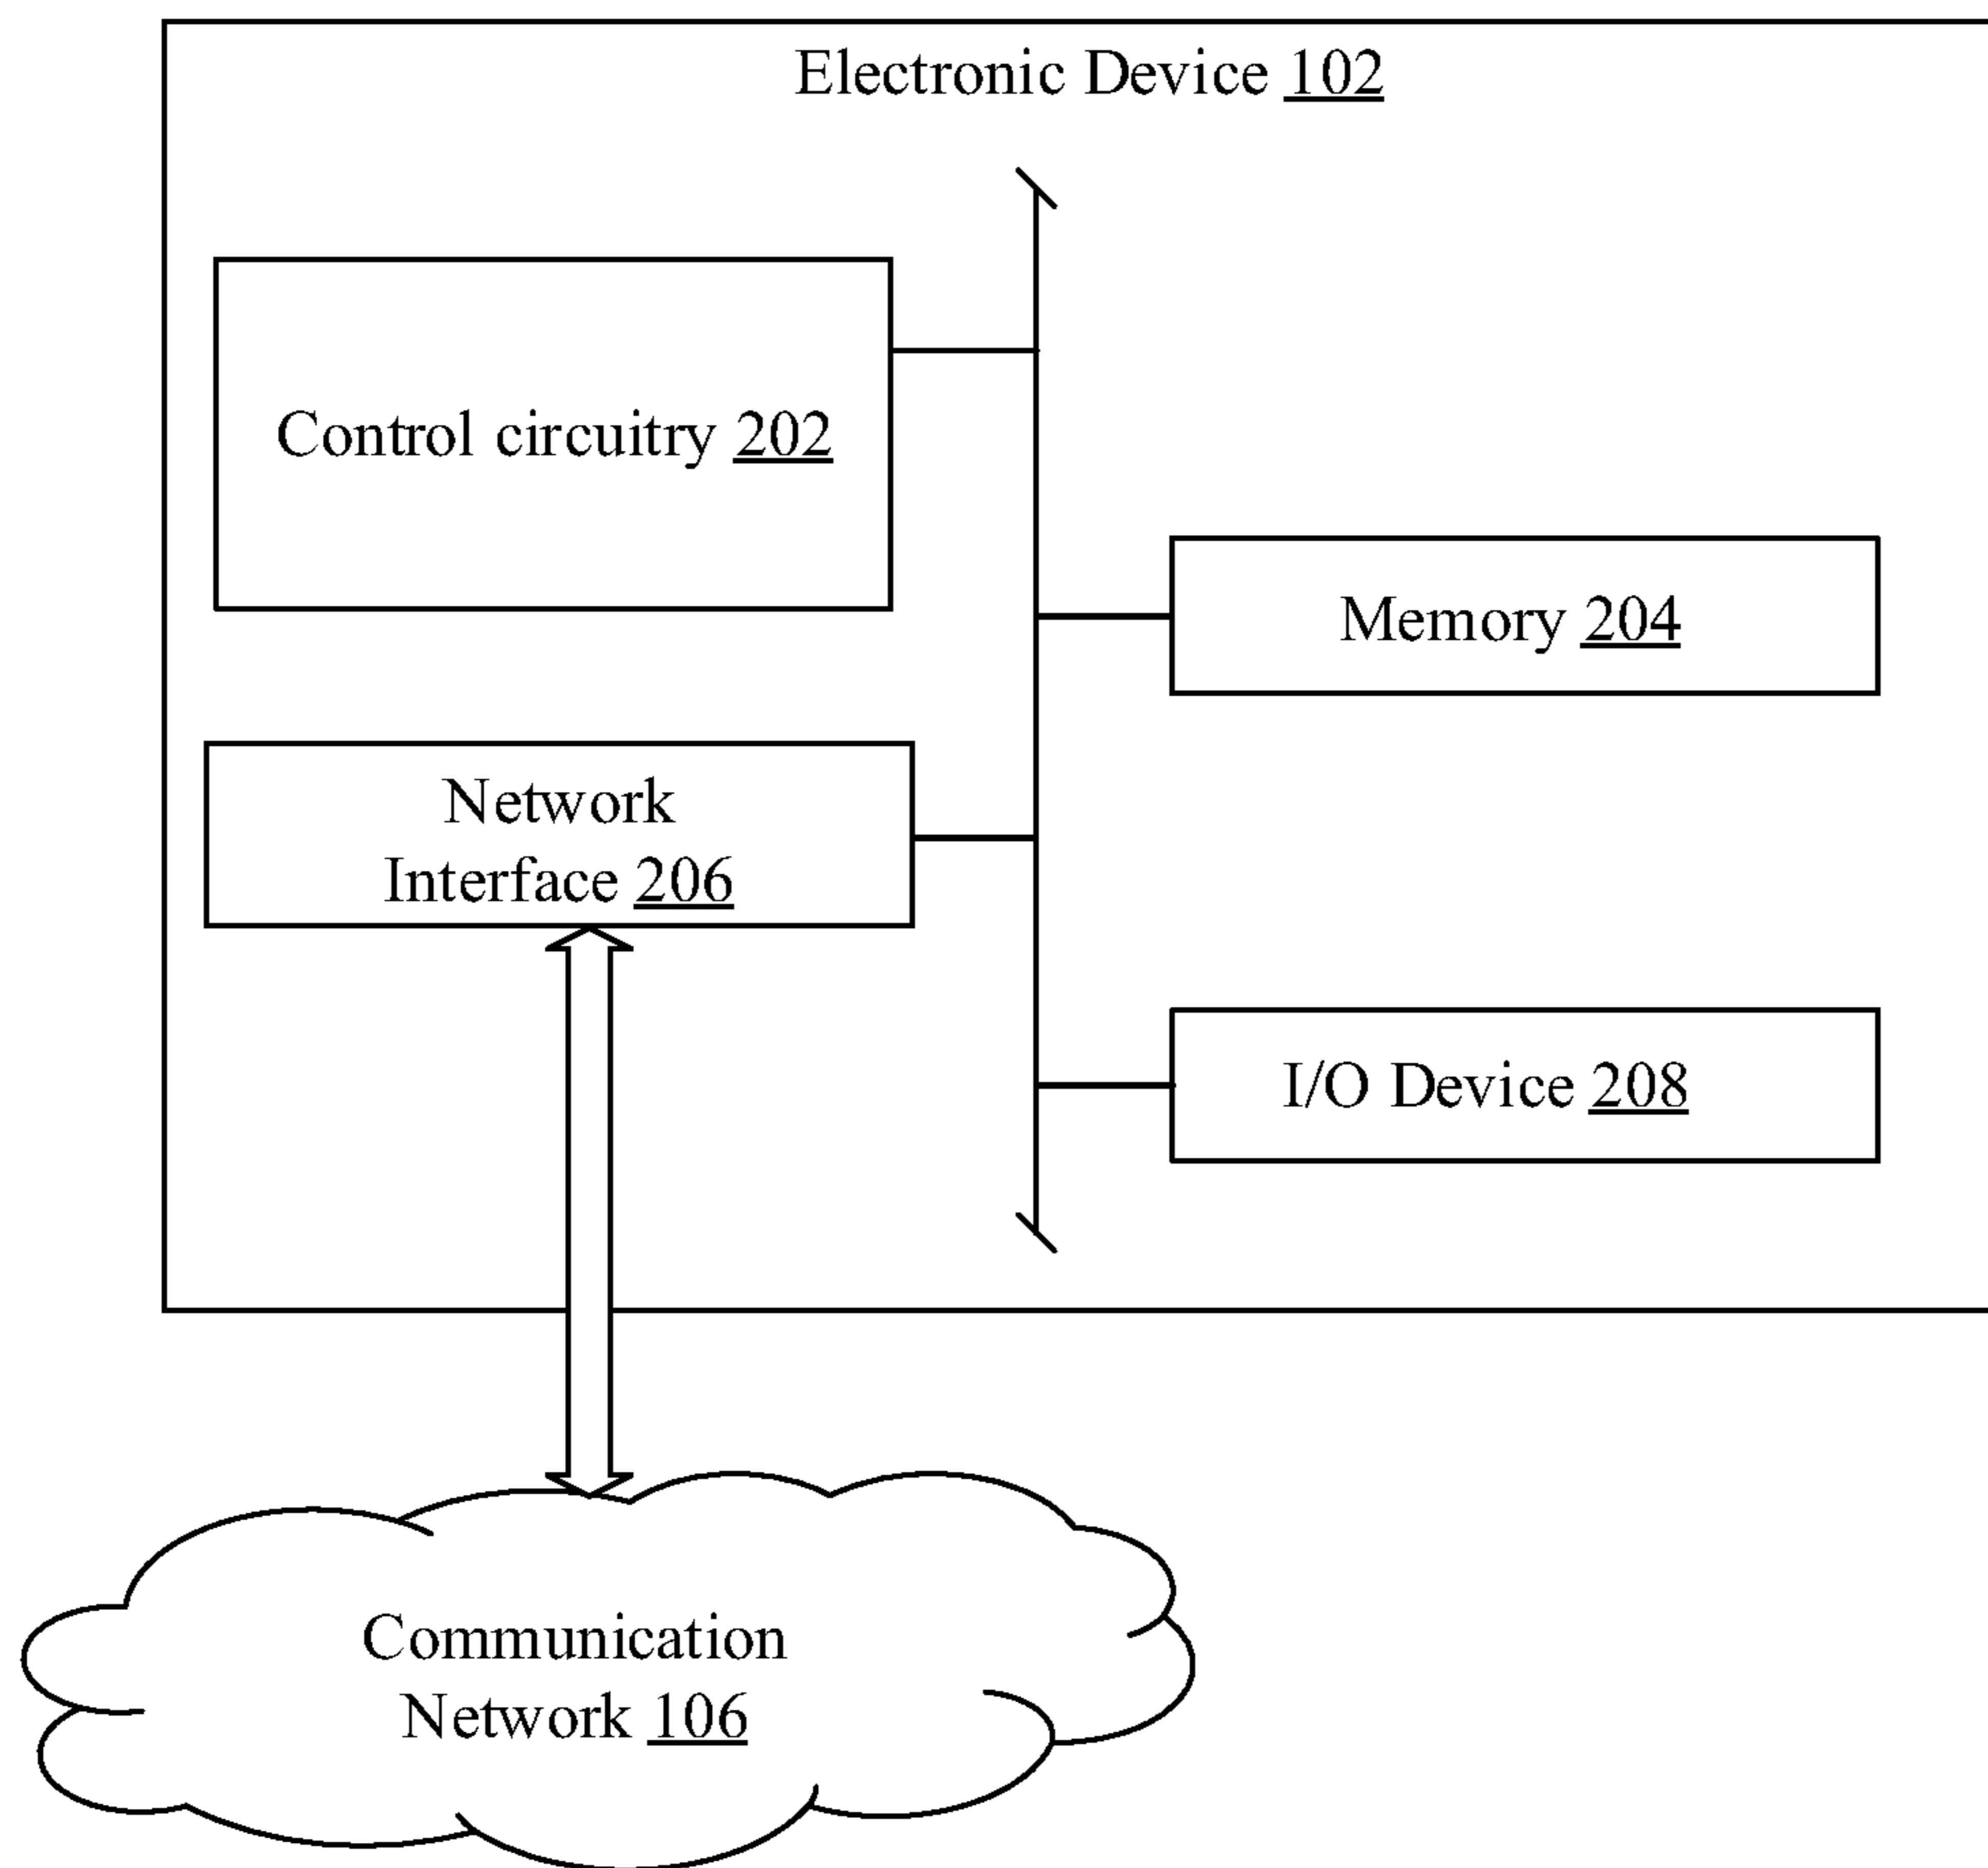 Electronic Device 102
Control circuitry 202
Memory 204
Network
Interface 206
I/O Device 208
Communication
Network 106